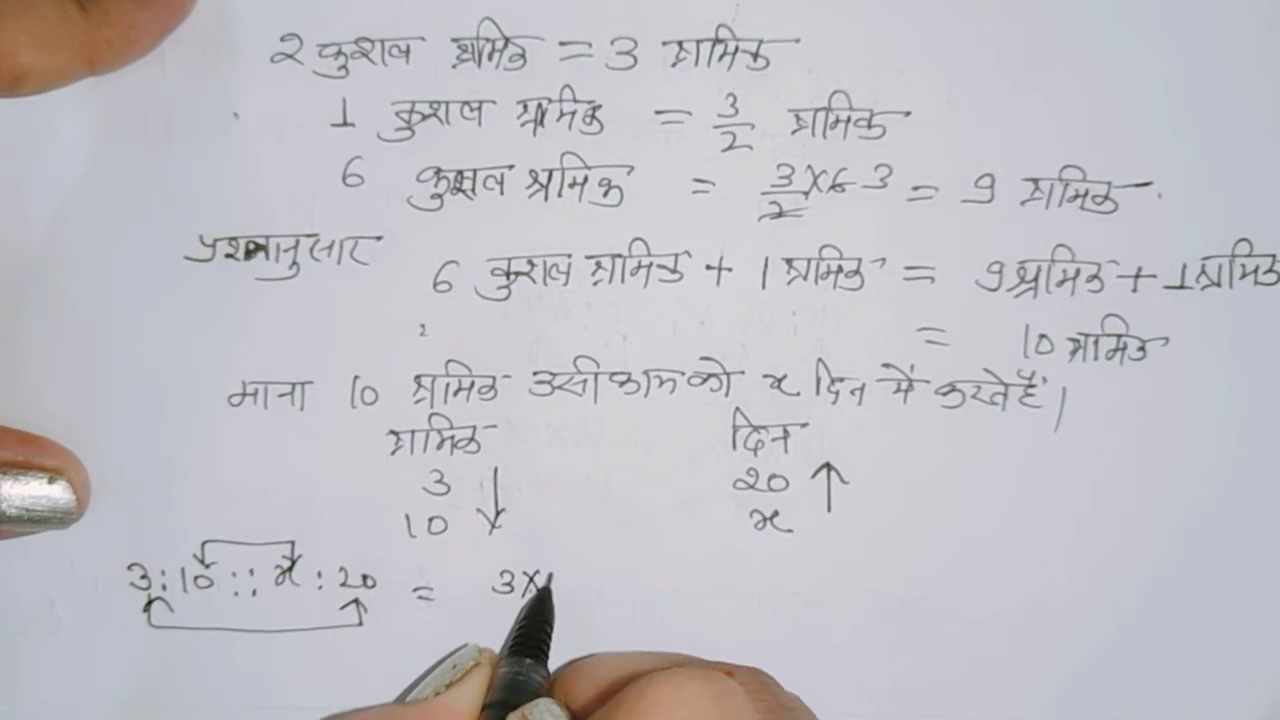 2 कुशल श्रमिक = 3 श्रमिक
1 कुशल श्रमिक = 3/2 श्रमिक
6 कुशल श्रमिक = 3/2 × 6 3 = 9 श्रमिक
प्रश्नानुसार
6 कुशल श्रमिक + 1 श्रमिक = 9 श्रमिक + 1 श्रमिक
= 10 श्रमिक
माना 10 श्रमिक उसी काम को x दिन में करते हैं।
श्रमिक दिन
3 ↓ 20 ↑
10 x
3 : 10 :: x : 20 = 3 ×